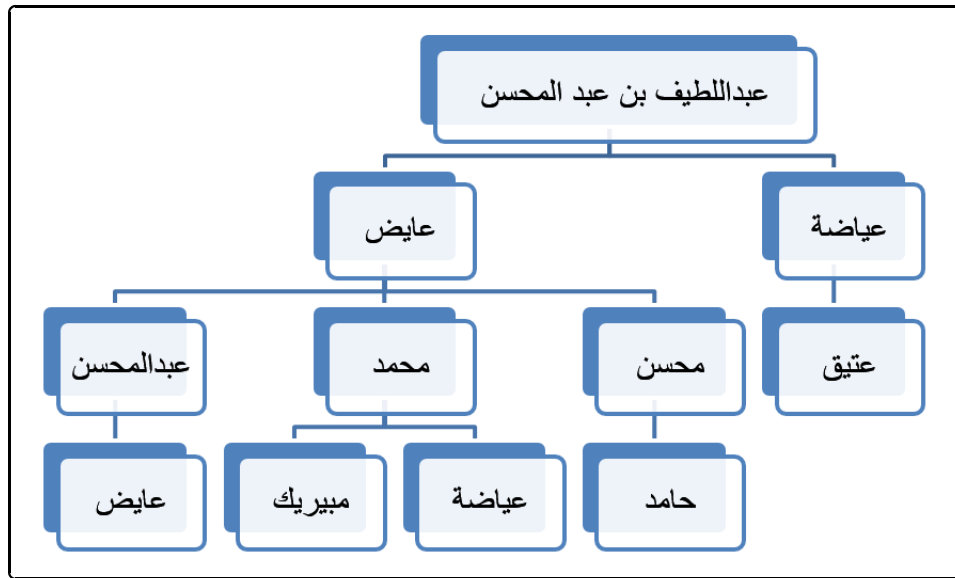 عبداللطيف بن عبد المحسن
عياضة
عايض
عتيق
محسن
محمد
عبدالمحسن
حامد
عياضة
مبيريك
عايض